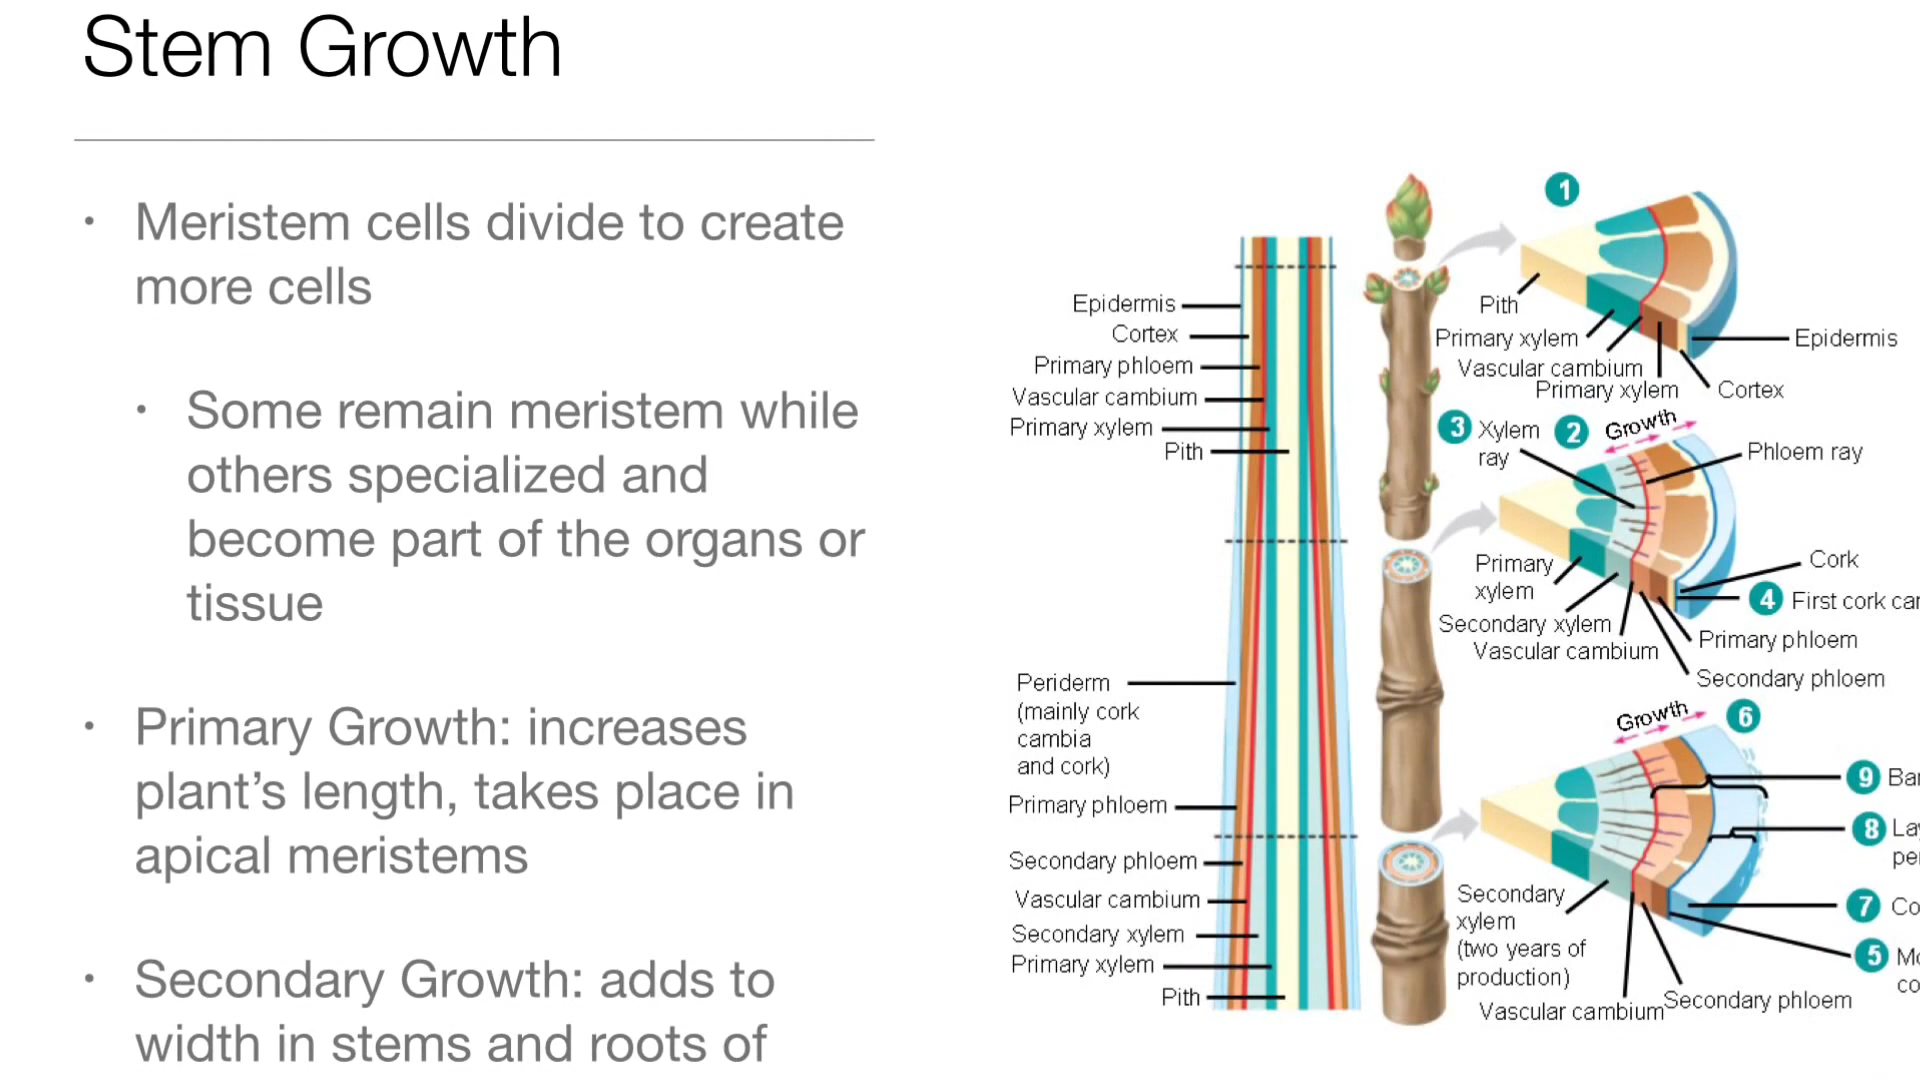 Stem Growth
• Meristem cells divide to create
more cells
• Some remain meristem while
others specialized and
become part of the organs or
tissue
• Primary Growth: increases
plant’s length, takes place in
apical meristems
• Secondary Growth: adds to
width in stems and roots of
Epidermis
Cortex
Primary phloem
Vascular cambium
Primary xylem
Pith
Periderm
(mainly cork
cambia
and cork)
Primary phloem
Secondary phloem
Vascular cambium
Secondary xylem
Primary xylem
Pith
1
Pith
Primary xylem
Vascular cambium
Primary xylem
Epidermis
Cortex
3 Xylem
ray
2
Growth
Phloem ray
Primary
xylem
Secondary xylem
Vascular cambium
Cork
4 First cork
Primary phloem
Secondary phloem
Growth
6
9
8
7
5
Secondary
xylem
(two years of
production)
Vascular cambium
Secondary phloem